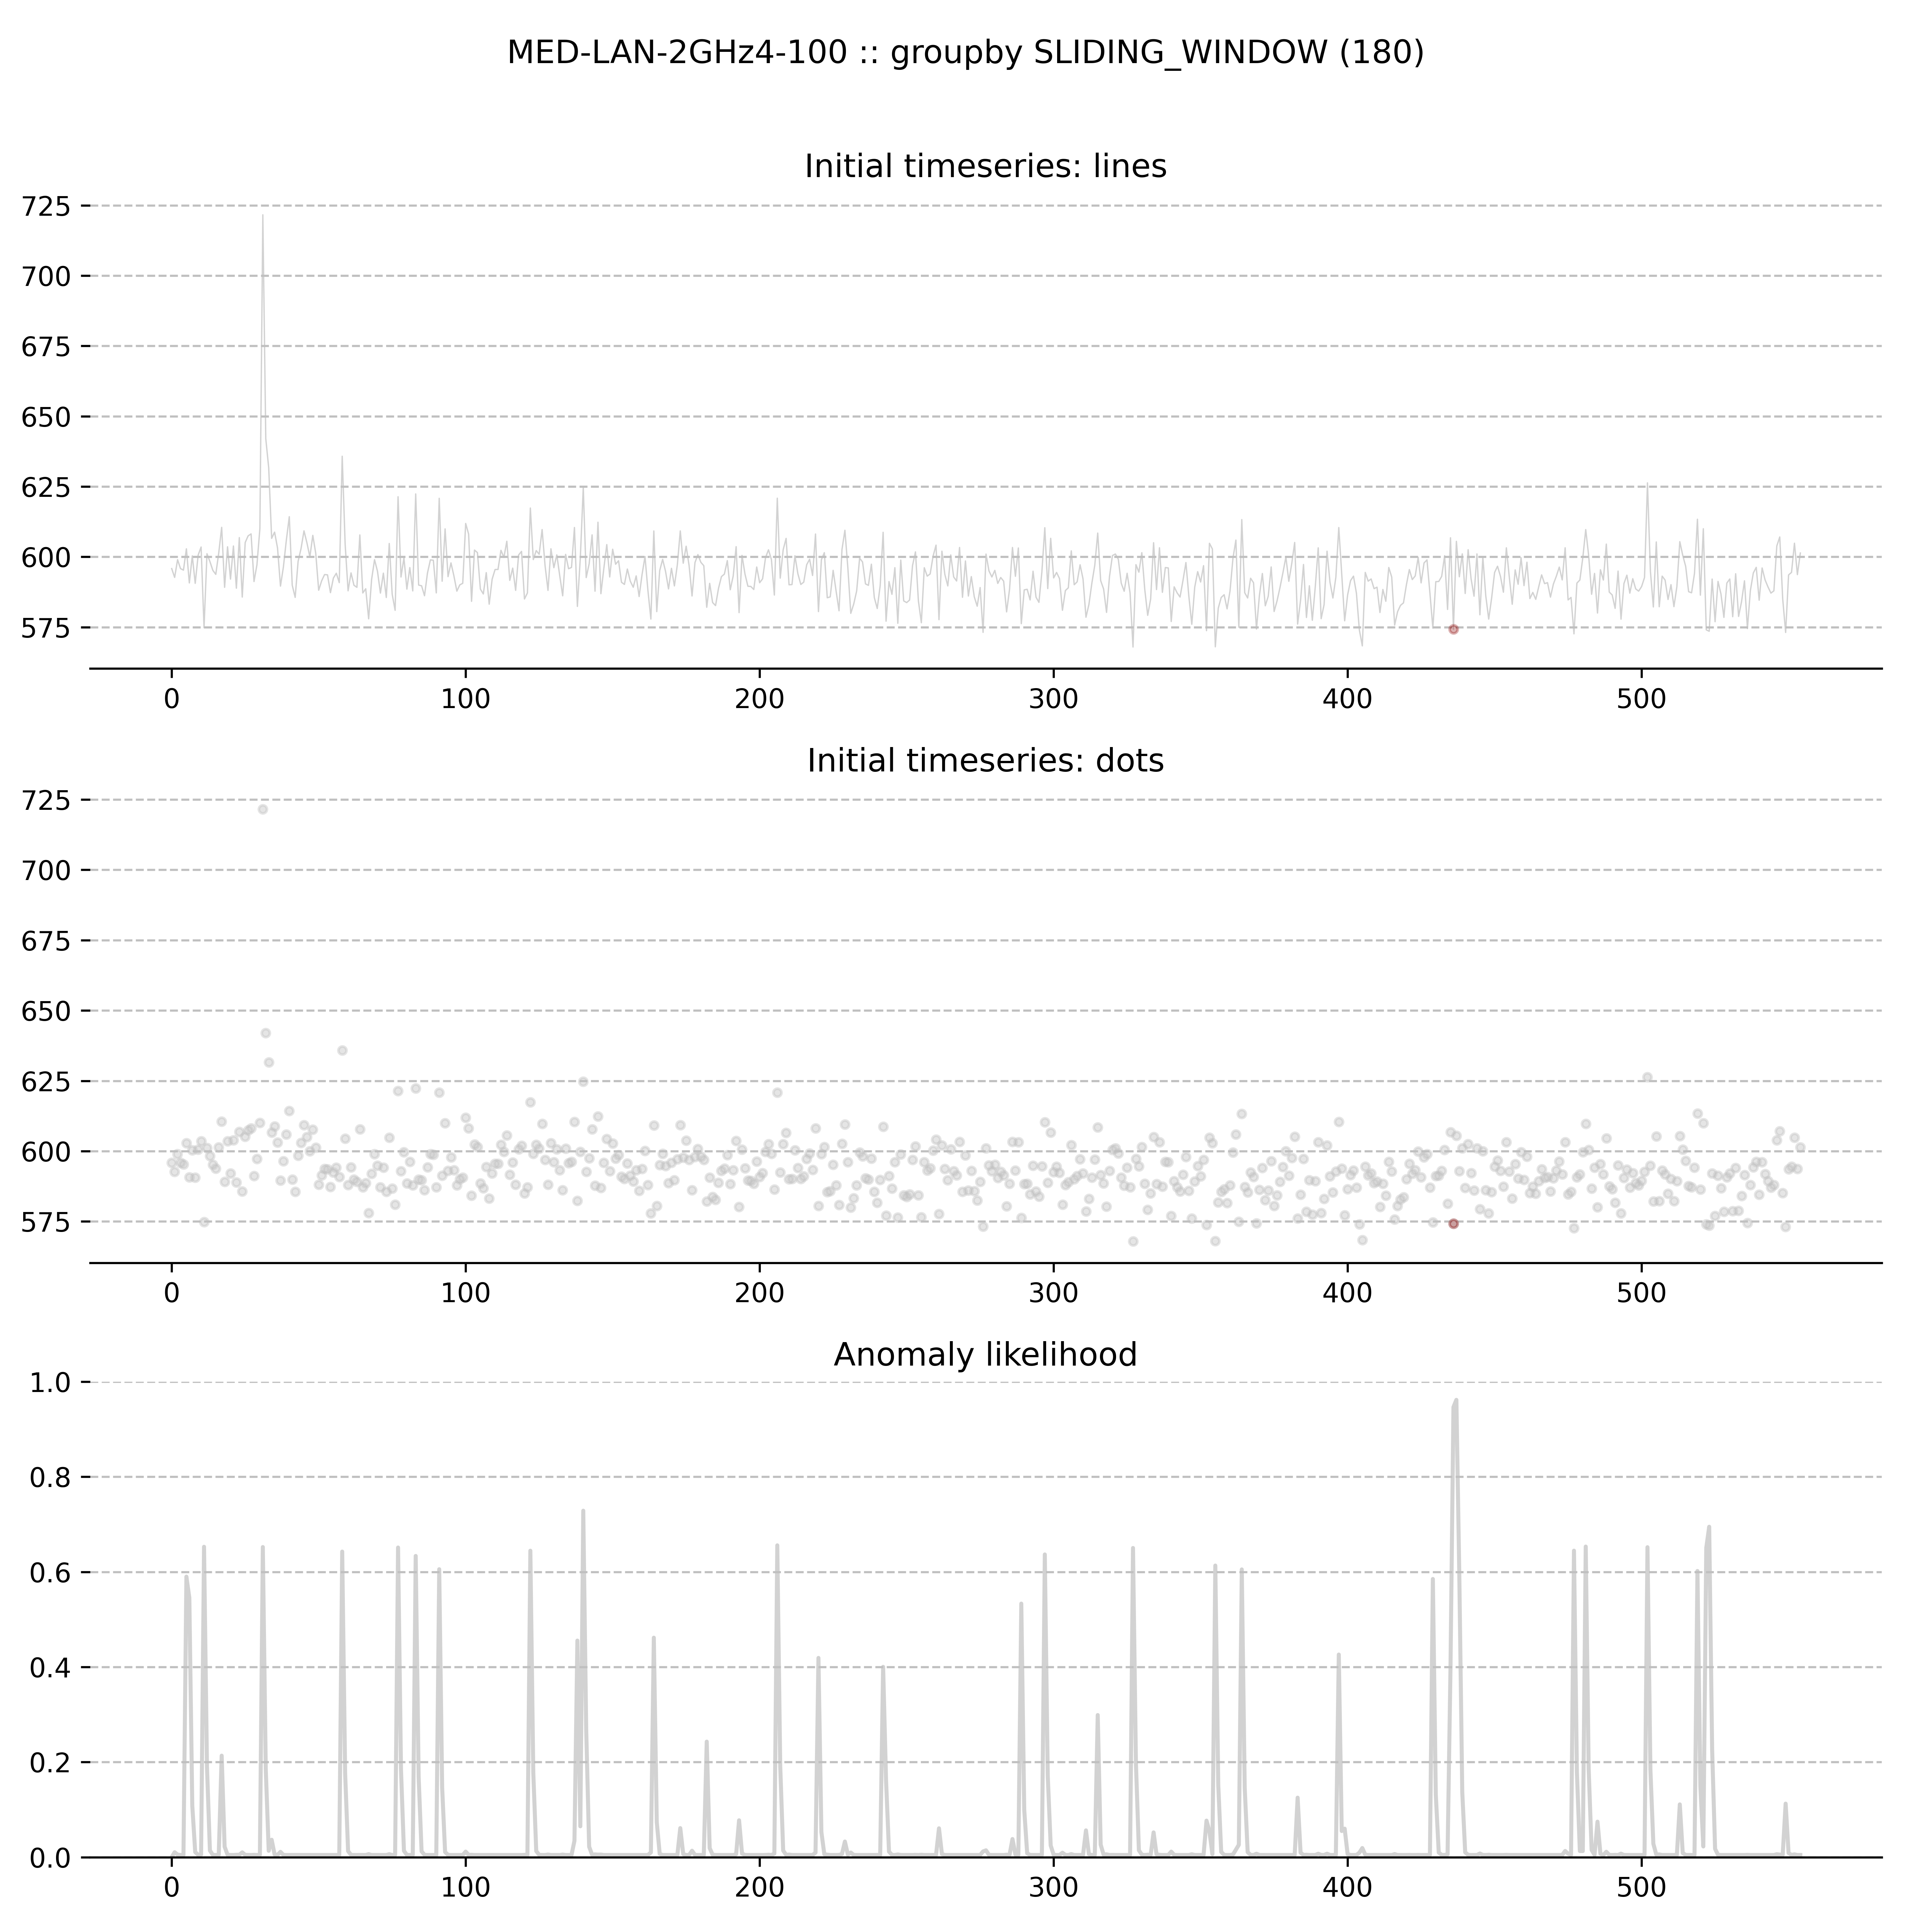 MED-LAN-2GHz4-100 :: groupby SLIDING_WINDOW (180)
Initial timeseries: lines
725
700
675
650
625
600
575
0 100 200 300 400 500
Initial timeseries: dots
725
700
675
650
625
600
575
0 100 200 300 400 500
Anomaly likelihood
1.0
0.8
0.6
0.4
0.2
0.0
0 100 200 300 400 500